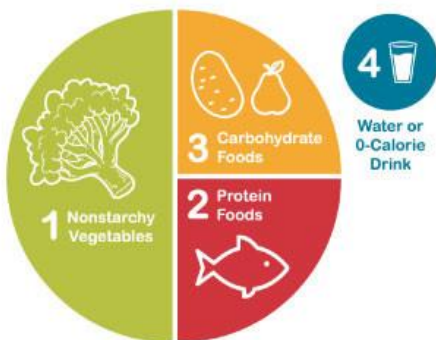 1 Nonstarchy
Vegetables
2 Protein
Foods
3 Carbohydrate
Foods
4
Water or
0-Calorie
Drink